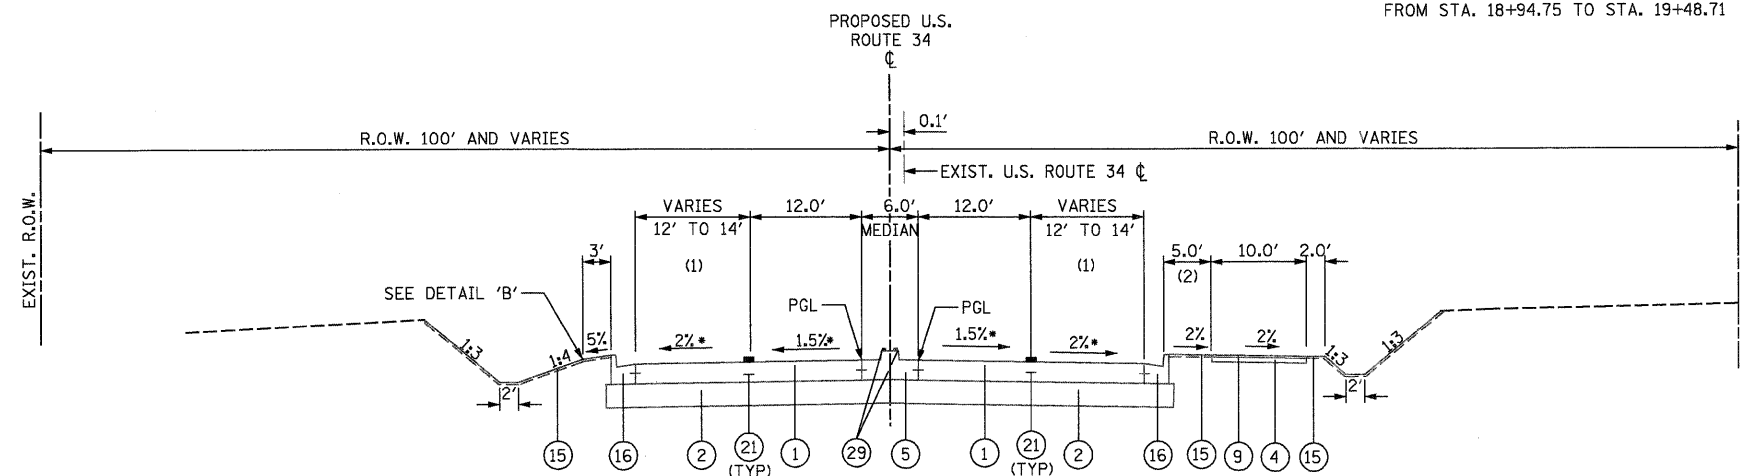 FROM STA. 18+94.75 TO STA. 19+48.71
PROPOSED U.S.
ROUTE 34
℄
0.1'
R.O.W. 100' AND VARIES
R.O.W. 100' AND VARIES
EXIST. U.S. ROUTE 34 ℄
EXIST. R.O.W.
VARIES
12' TO 14'
(1)
12.0'
6.0'
MEDIAN
12.0'
VARIES
12' TO 14'
(1)
3'
5.0'
(2)
10.0'
2.0'
SEE DETAIL 'B'
PGL
PGL
1:3
1:4
5%
2%*
1.5%*
1.5%*
2%*
2%
2%
1:3
1:3
2'
2'
15
16
2
21
(TYP)
1
29
5
1
21
(TYP)
2
16
15
9
4
15